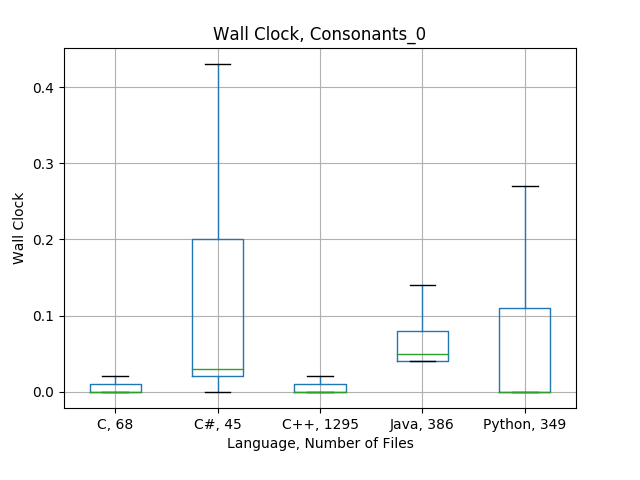 Wall Clock, Consonants_0
Wall Clock
0.4
0.3
0.2
0.1
0.0
C, 68
C#, 45
C++, 1295
Java, 386
Python, 349
Language, Number of Files